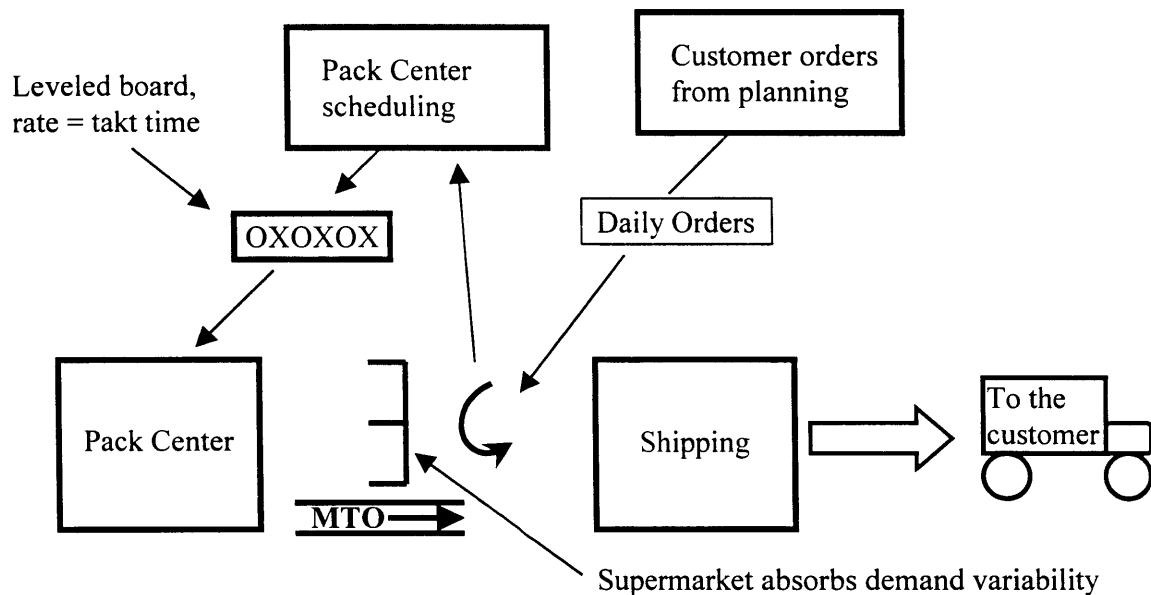 Leveled board,
rate = takt time
Pack Center
scheduling
Customer orders
from planning
OXOXOX
Daily Orders
Pack Center
Shipping
To the
customer
MTO
Supermarket absorbs demand variability